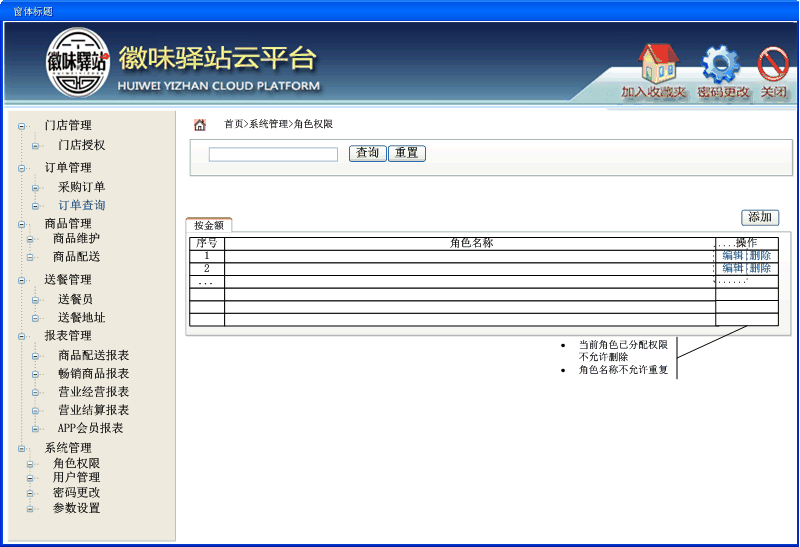 窗体标题
徽味驿站
徽味驿站云平台
HUIWEI YIZHAN CLOUD PLATFORM
加入收藏夹 密码更改 关闭
首页>系统管理>角色权限
查询 重置
门店管理
门店授权
订单管理
采购订单
订单查询
商品管理
商品维护
商品配送
送餐管理
送餐员
送餐地址
报表管理
商品配送报表
畅销商品报表
营业经营报表
营业结算报表
APP会员报表
系统管理
角色权限
用户管理
密码更改
参数设置
添加
按金额
序号 角色名称 操作
1 编辑 删除
2 编辑 删除
...
• 当前角色已分配权限
不允许删除
• 角色名称不允许重复